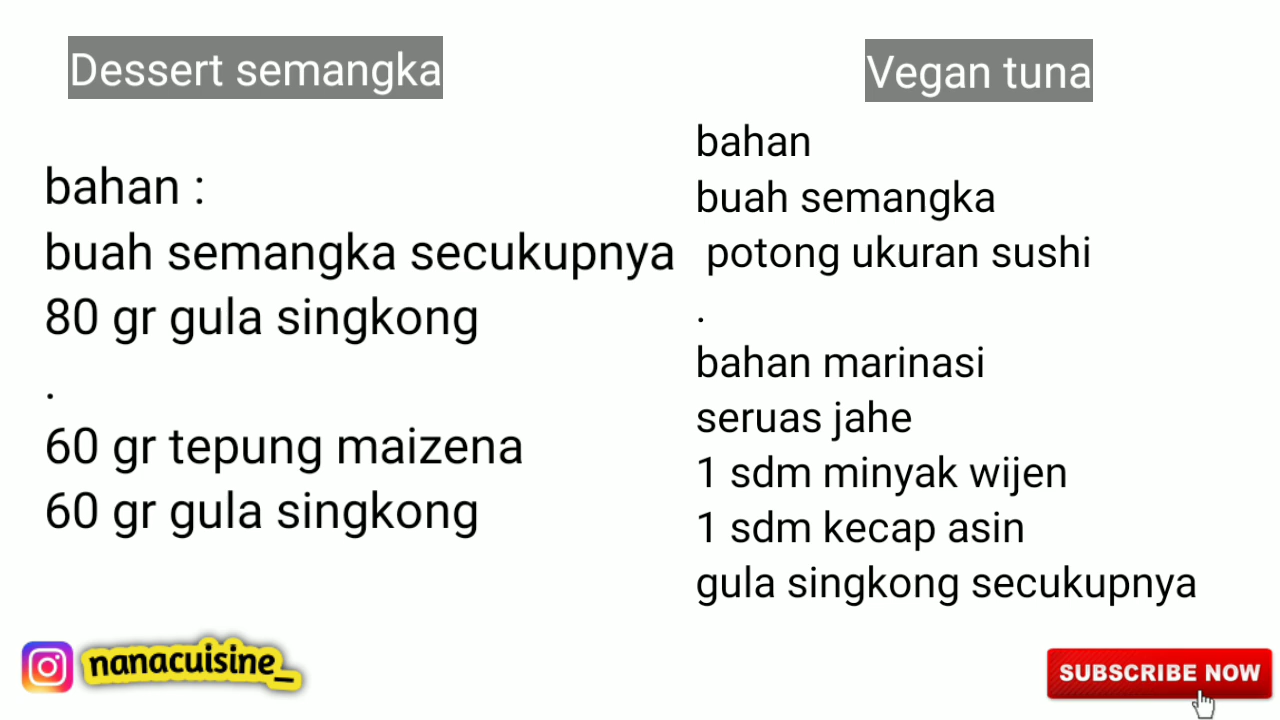 Dessert semangka
bahan :
buah semangka secukupnya
80 gr gula singkong
.
60 gr tepung maizena
60 gr gula singkong
Vegan tuna
bahan
buah semangka
potong ukuran sushi
.
bahan marinasi
seruas jahe
1 sdm minyak wijen
1 sdm kecap asin
gula singkong secukupnya
nanacuisine_
SUBSCRIBE NOW